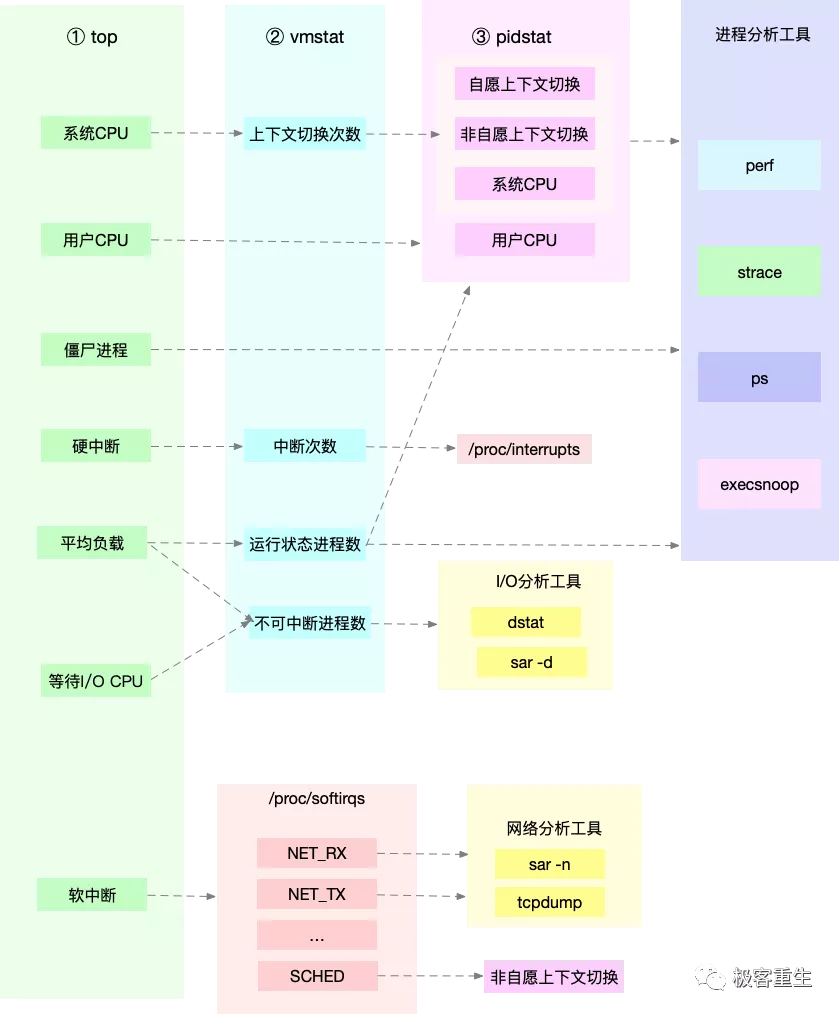 ① top
系统CPU
用户CPU
僵尸进程
硬中断
平均负载
等待I/O CPU
软中断
② vmstat
上下文切换次数
中断次数
运行状态进程数
不可中断进程数
③ pidstat
自愿上下文切换
非自愿上下文切换
系统CPU
用户CPU
/proc/interrupts
I/O分析工具
dstat
sar -d
进程分析工具
perf
strace
ps
execsnoop
/proc/softirqs
NET_RX
NET_TX
...
SCHED
网络分析工具
sar -n
tcpdump
非自愿上下文切换
极客重生